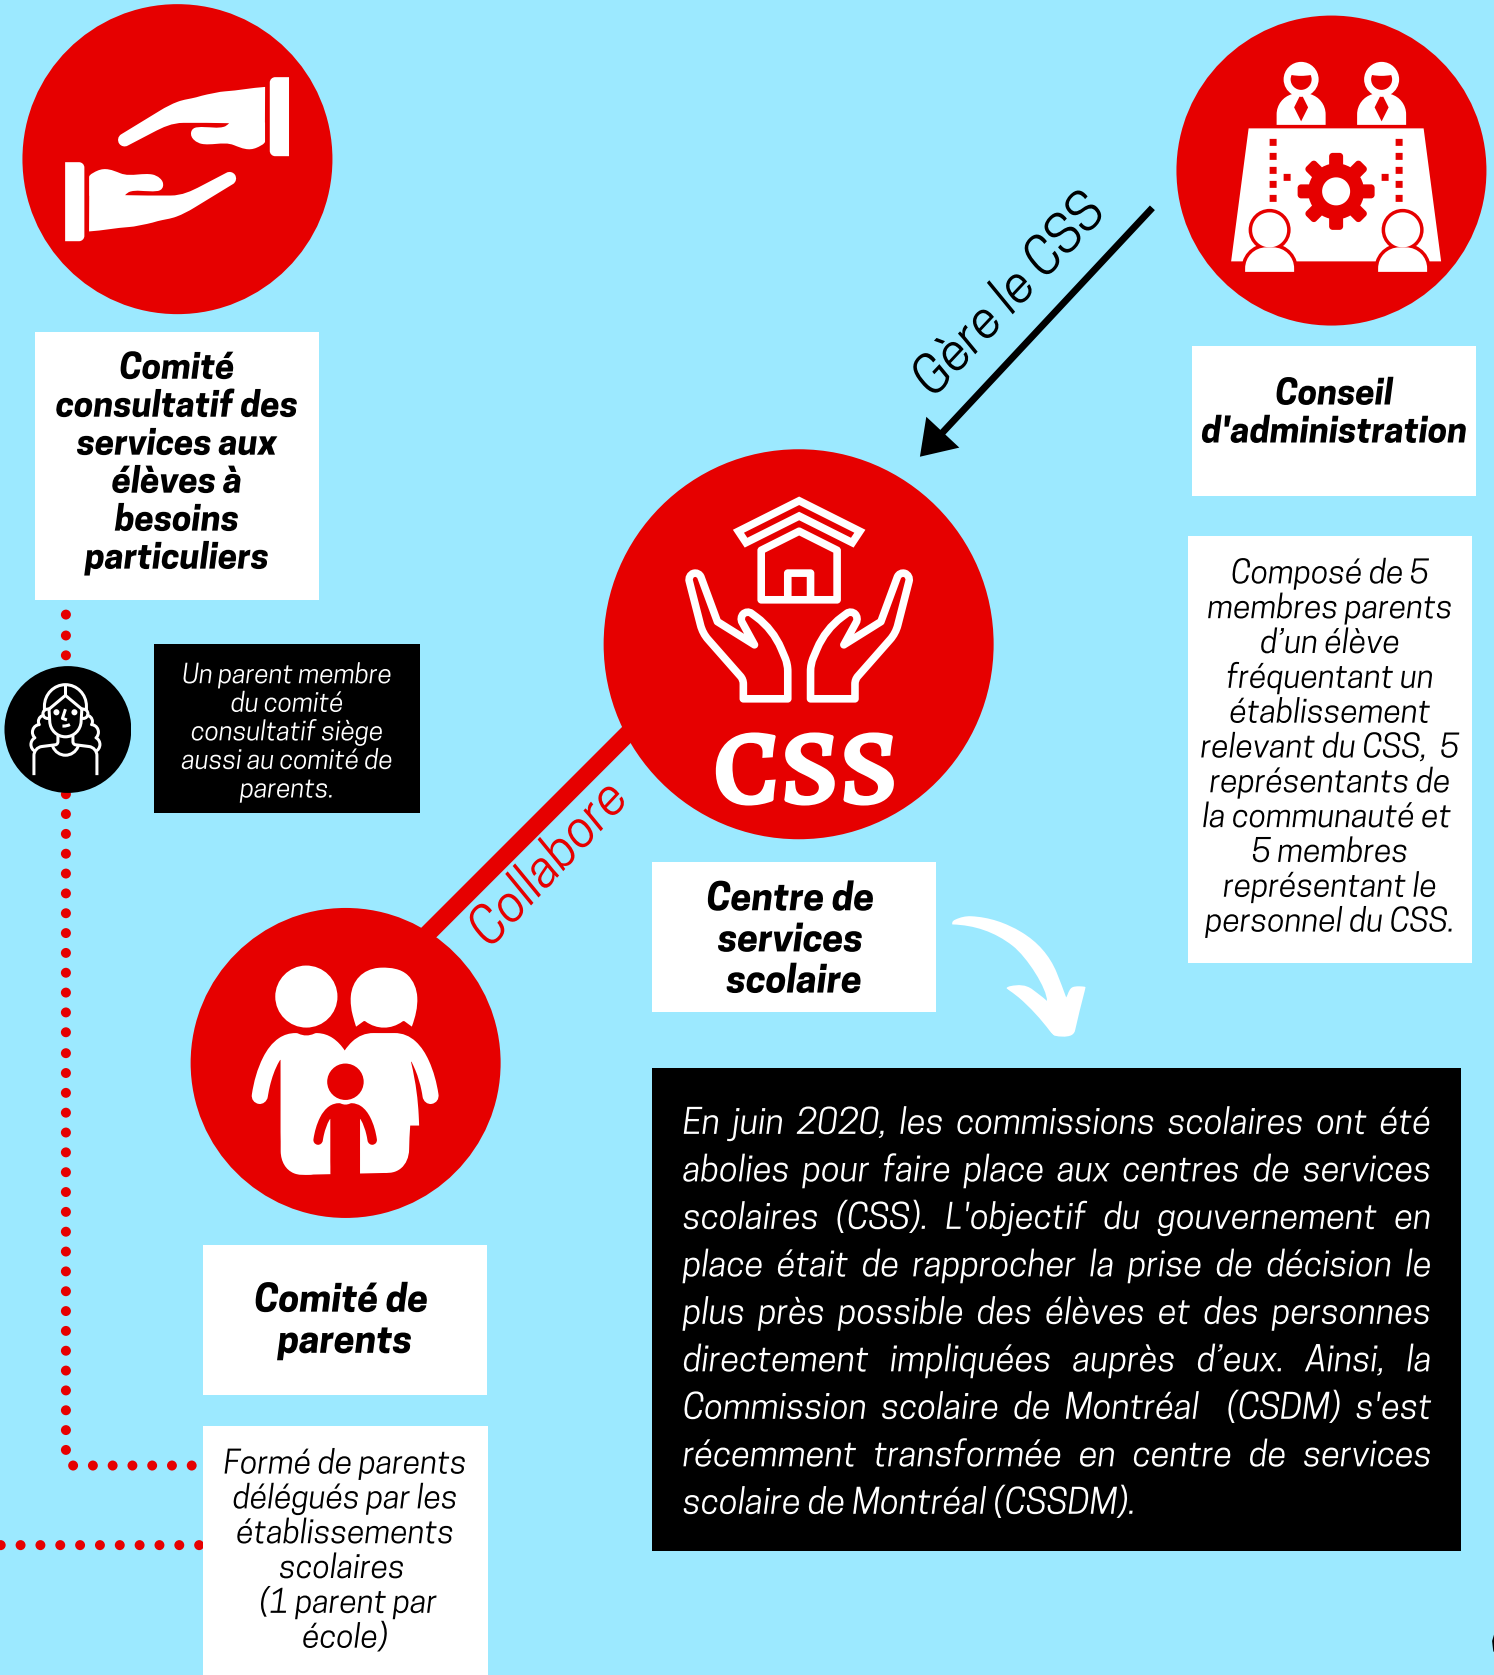 Comité
consultatif des
services aux
élèves à
besoins
particuliers
Un parent membre
du comité
consultatif siège
aussi au comité de
parents.
Gère le CSS
Conseil
d'administration
Composé de 5
membres parents
d’un élève
fréquentant un
établissement
relevant du CSS, 5
représentants de
la communauté et
5 membres
représentant le
personnel du CSS.
CSS
Centre de
services
scolaire
Collabore
Comité de
parents
Formé de parents
délégués par les
établissements
scolaires
(1 parent par
école)
En juin 2020, les commissions scolaires ont été
abolies pour faire place aux centres de services
scolaires (CSS). L'objectif du gouvernement en
place était de rapprocher la prise de décision le
plus près possible des élèves et des personnes
directement impliquées auprès d’eux. Ainsi, la
Commission scolaire de Montréal (CSDM) s'est
récemment transformée en centre de services
scolaire de Montréal (CSSDM).